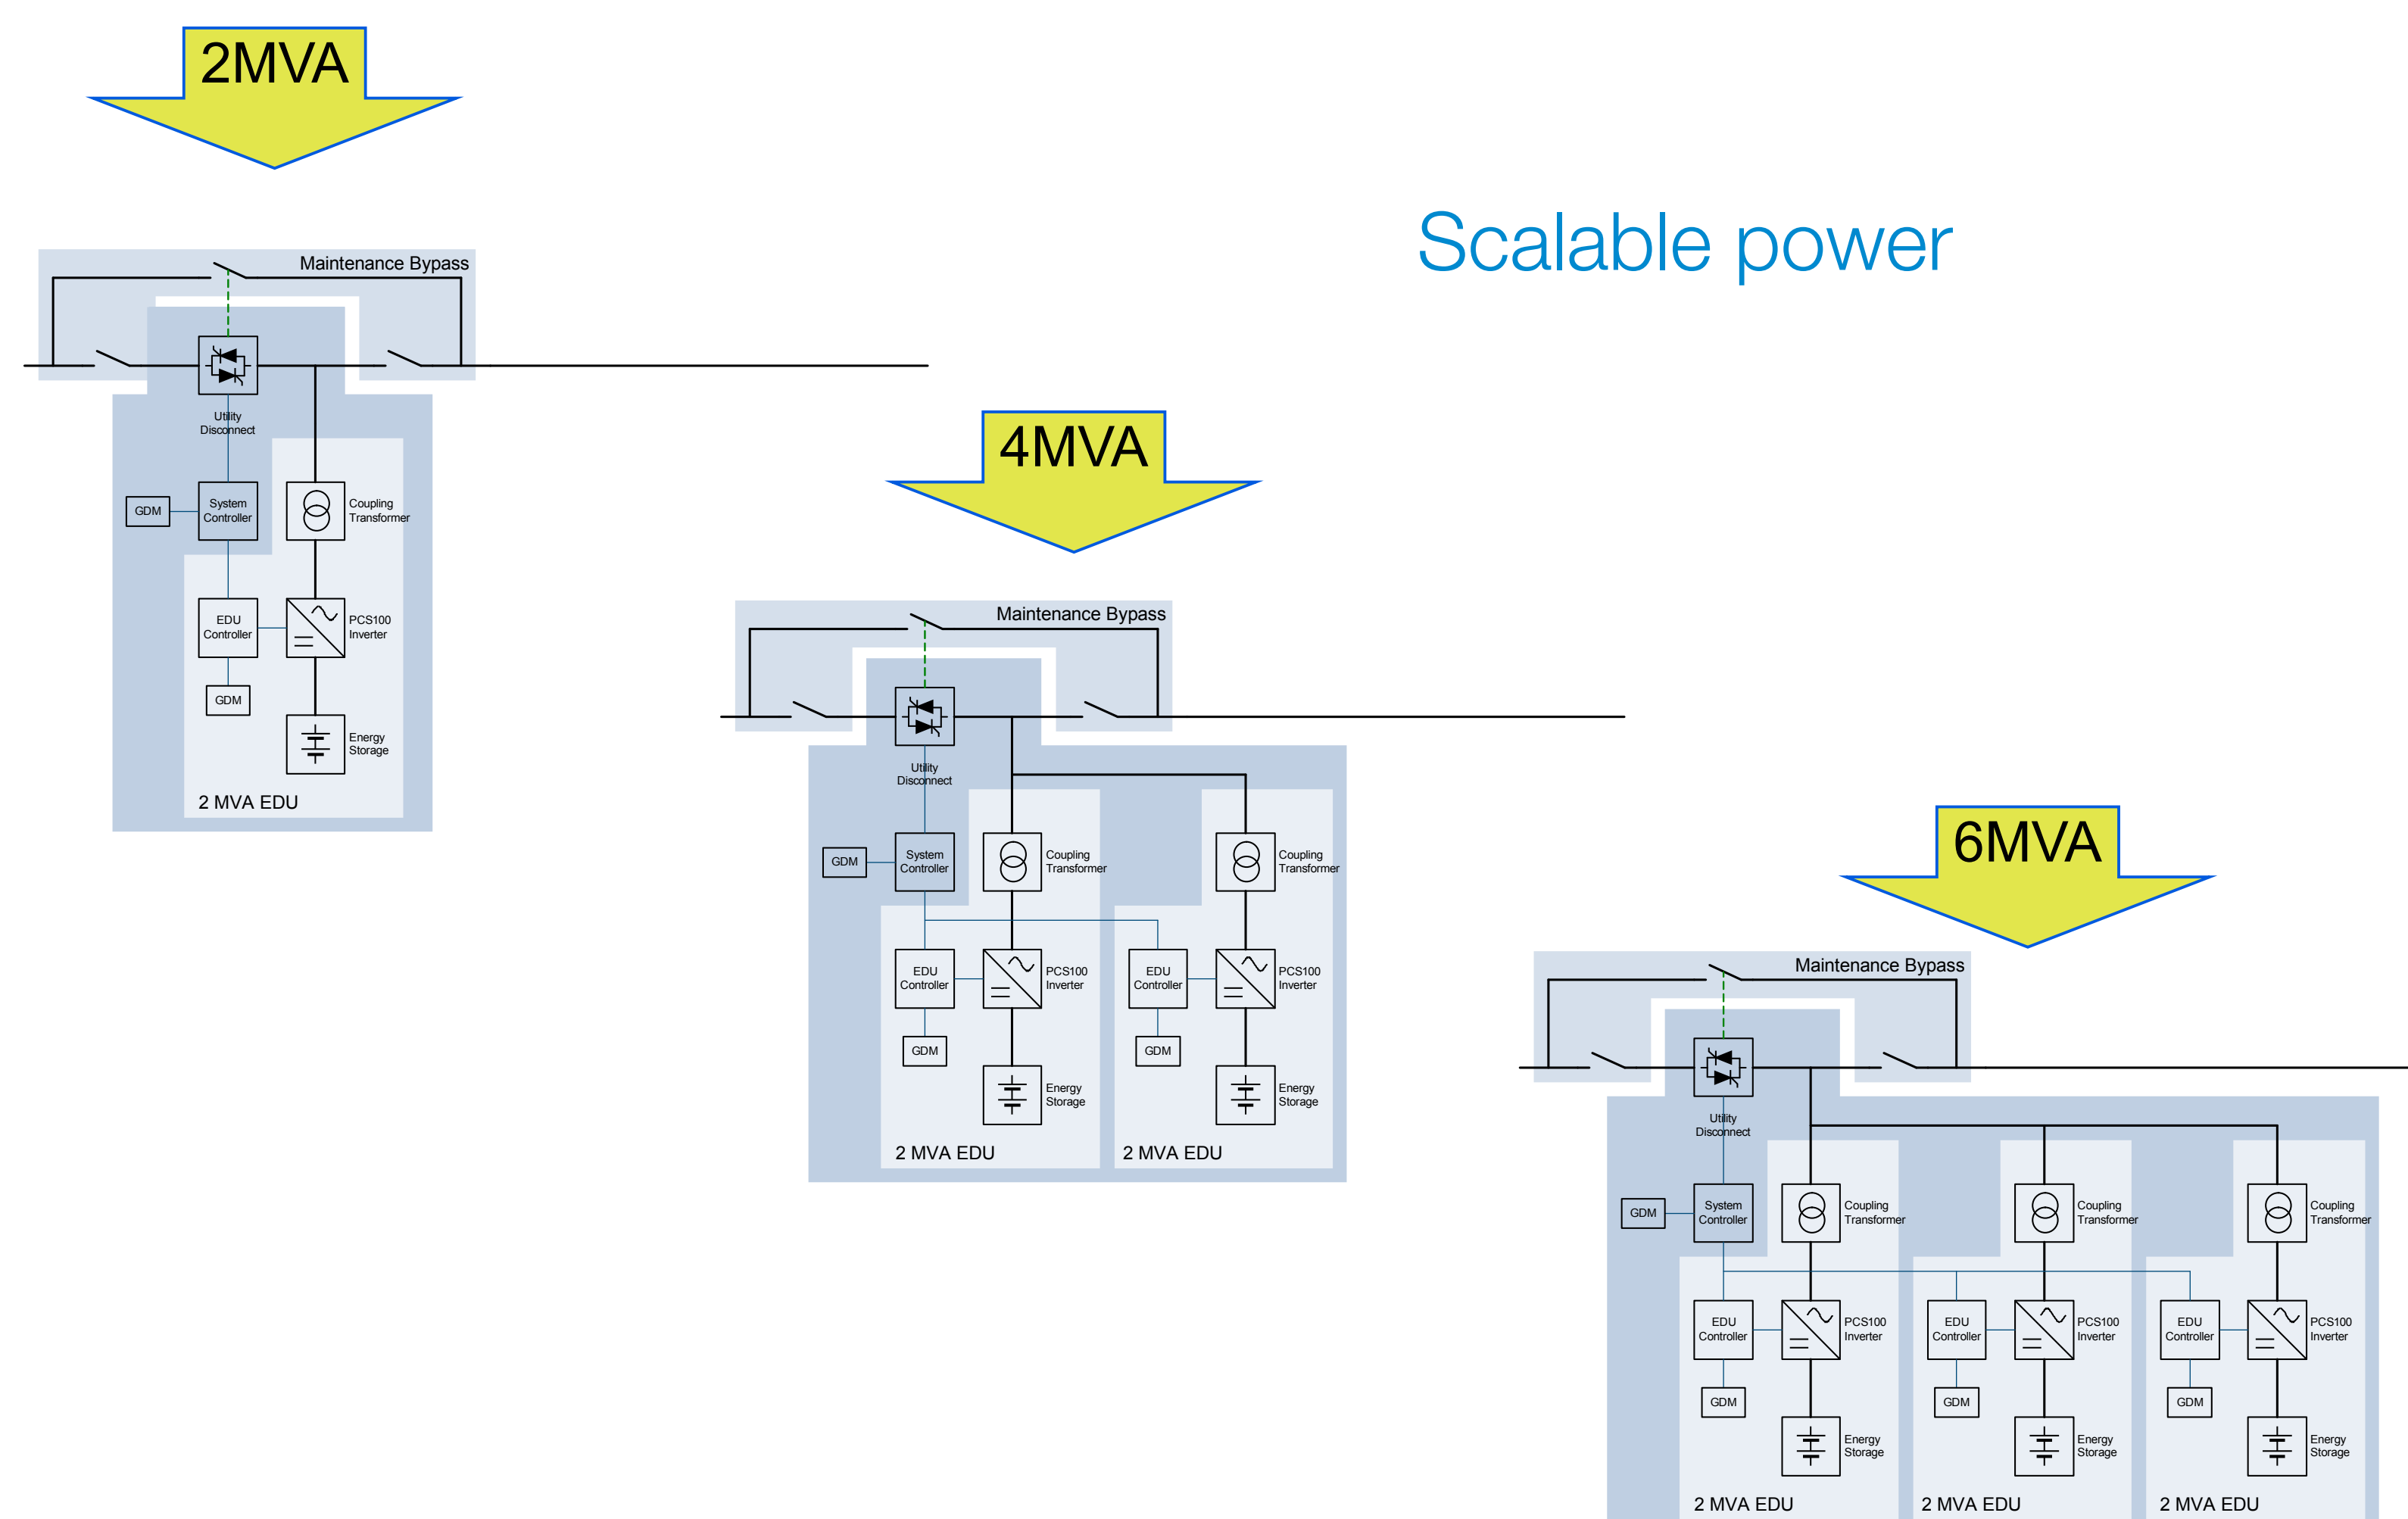 2MVA
Scalable power
Maintenance Bypass
Utility
Disconnect
GDM
System
Controller
Coupling
Transformer
EDU
Controller
PCS100
Inverter
GDM
Energy
Storage
2 MVA EDU
4MVA
Maintenance Bypass
Utility
Disconnect
GDM
System
Controller
Coupling
Transformer
Coupling
Transformer
EDU
Controller
PCS100
Inverter
EDU
Controller
PCS100
Inverter
GDM
GDM
Energy
Storage
Energy
Storage
2 MVA EDU
2 MVA EDU
6MVA
Maintenance Bypass
Utility
Disconnect
GDM
System
Controller
Coupling
Transformer
Coupling
Transformer
Coupling
Transformer
EDU
Controller
PCS100
Inverter
EDU
Controller
PCS100
Inverter
EDU
Controller
PCS100
Inverter
GDM
GDM
GDM
Energy
Storage
Energy
Storage
Energy
Storage
2 MVA EDU
2 MVA EDU
2 MVA EDU